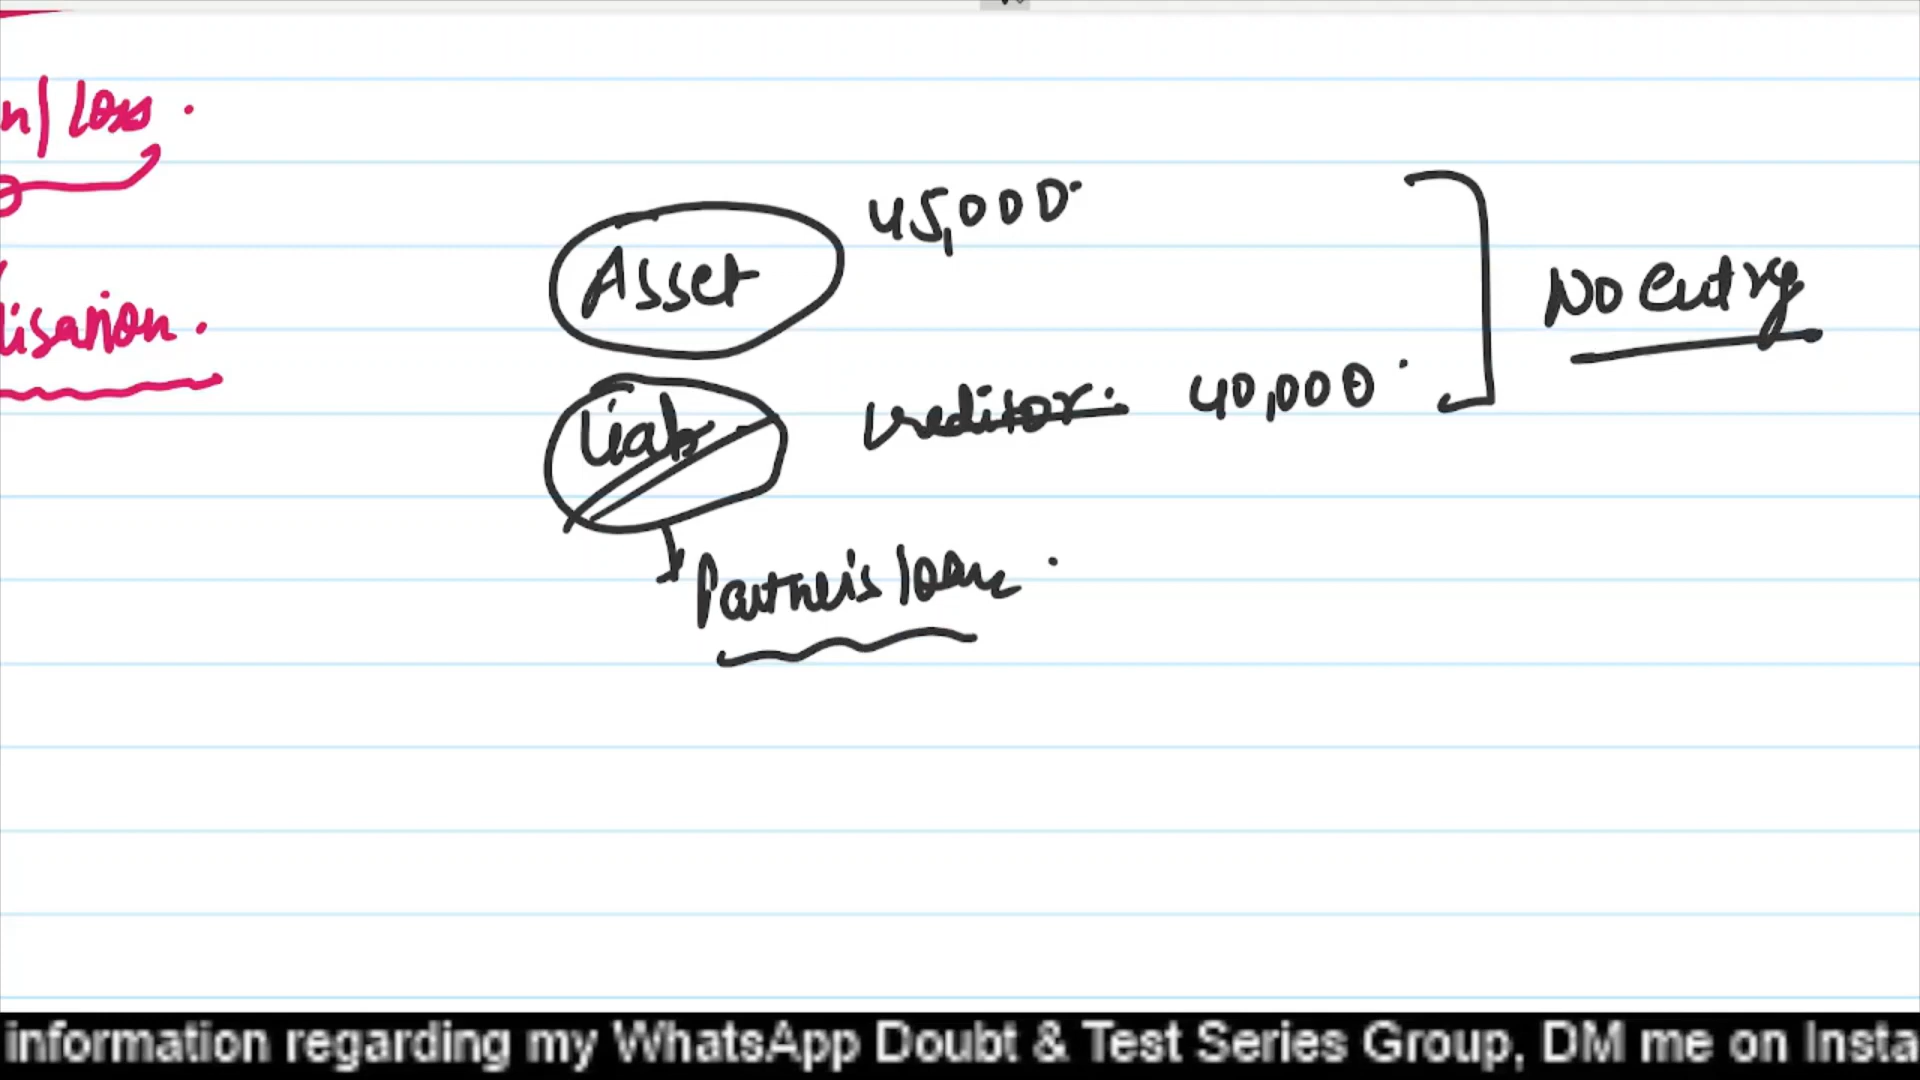 n/Loss.
45,000
Asset
No entry
lisation.
Liab Creditor. 40,000
Partner's loan.
information regarding my WhatsApp Doubt & Test Series Group, DM me on Insta